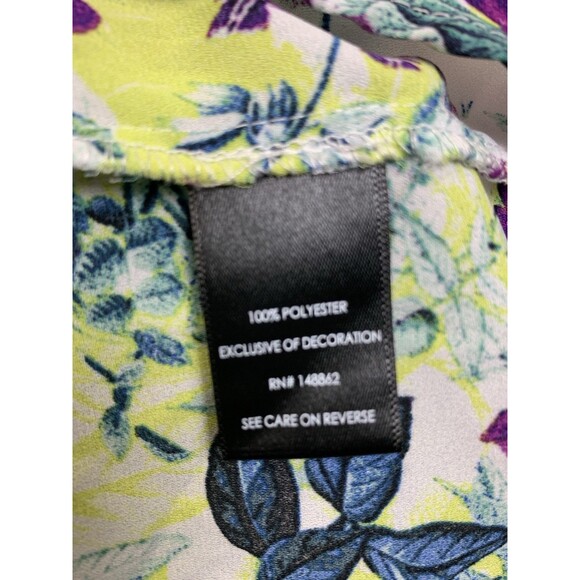 100% POLYESTER
EXCLUSIVE OF DECORATION
RN# 148862
SEE CARE ON REVERSE